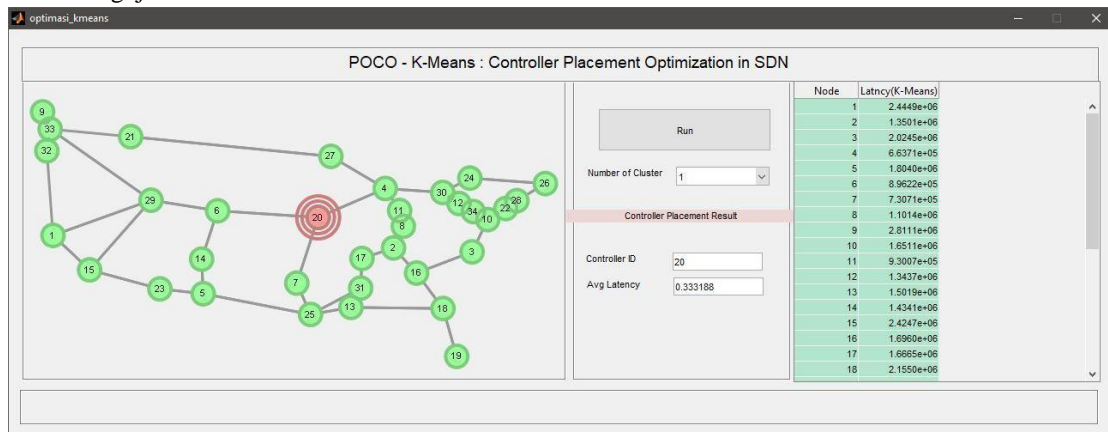 optimasi_kmeans
POCO - K-Means : Controller Placement Optimization in SDN
9
33
32
21
27
29
6
20
4
30
24
26
12
34
10
22
28
11
8
2
1
15
14
23
5
7
25
17
31
13
16
3
18
19
Run
Number of Cluster 1
Controller Placement Result
Controller ID 20
Avg Latency 0.333188
Node Latncy(K-Means)
1 2.4449e+06
2 1.3501e+06
3 2.0245e+06
4 6.6371e+05
5 1.8040e+06
6 8.9622e+05
7 7.3071e+05
8 1.1014e+06
9 2.8111e+06
10 1.6511e+06
11 9.3007e+05
12 1.3437e+06
13 1.5019e+06
14 1.4341e+06
15 2.4247e+06
16 1.6960e+06
17 1.6665e+06
18 2.1550e+06